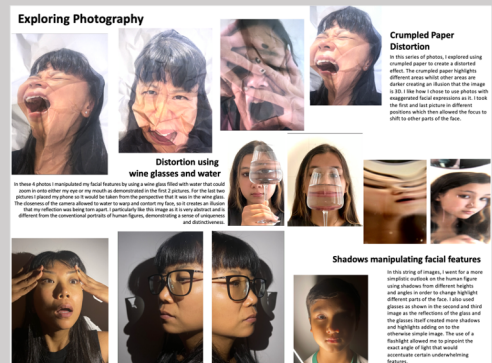 Exploring Photography
Crumpled Paper
Distortion
In this series of photos, I explored using
crumpled paper to create a distorted
effect. The crumpled paper highlights
different areas whilst other areas are
darker creating an illusion that the image
is 3D. I like how I chose to use photos with
exaggerated facial expressions as it. I took
the first and last picture in different
positions which then allowed the focus to
shift to other parts of the face.
Distortion using
wine glasses and water
In these 4 photos I manipulated my facial features by using a wine glass filled with water that could
zoom in onto either my eye or my mouth as demonstrated in the first 2 pictures. For the last two
pictures I placed my phone so it would be taken from the perspective that it was in the wine glass.
The closeness of the camera allowed to water to warp and contort my face, so it creates an illusion
that my reflection was being torn apart. I particularly like this image as it is very abstract and is
different from the conventional portraits of human figures, demonstrating a sense of uniqueness
and distinctiveness.
Shadows manipulating facial features
In this string of images, I went for a more
simplistic outlook on the human figure
using shadows from different heights
and angles in order to change highlight
different parts of the face. I also used
glasses as shown in the second and third
image as the reflections of the glass and
the glasses itself created more shadows
and highlights adding on to the
otherwise simple image. The use of a
flashlight allowed me to pinpoint the
exact angle of light that would
accentuate certain underwhelming
features.